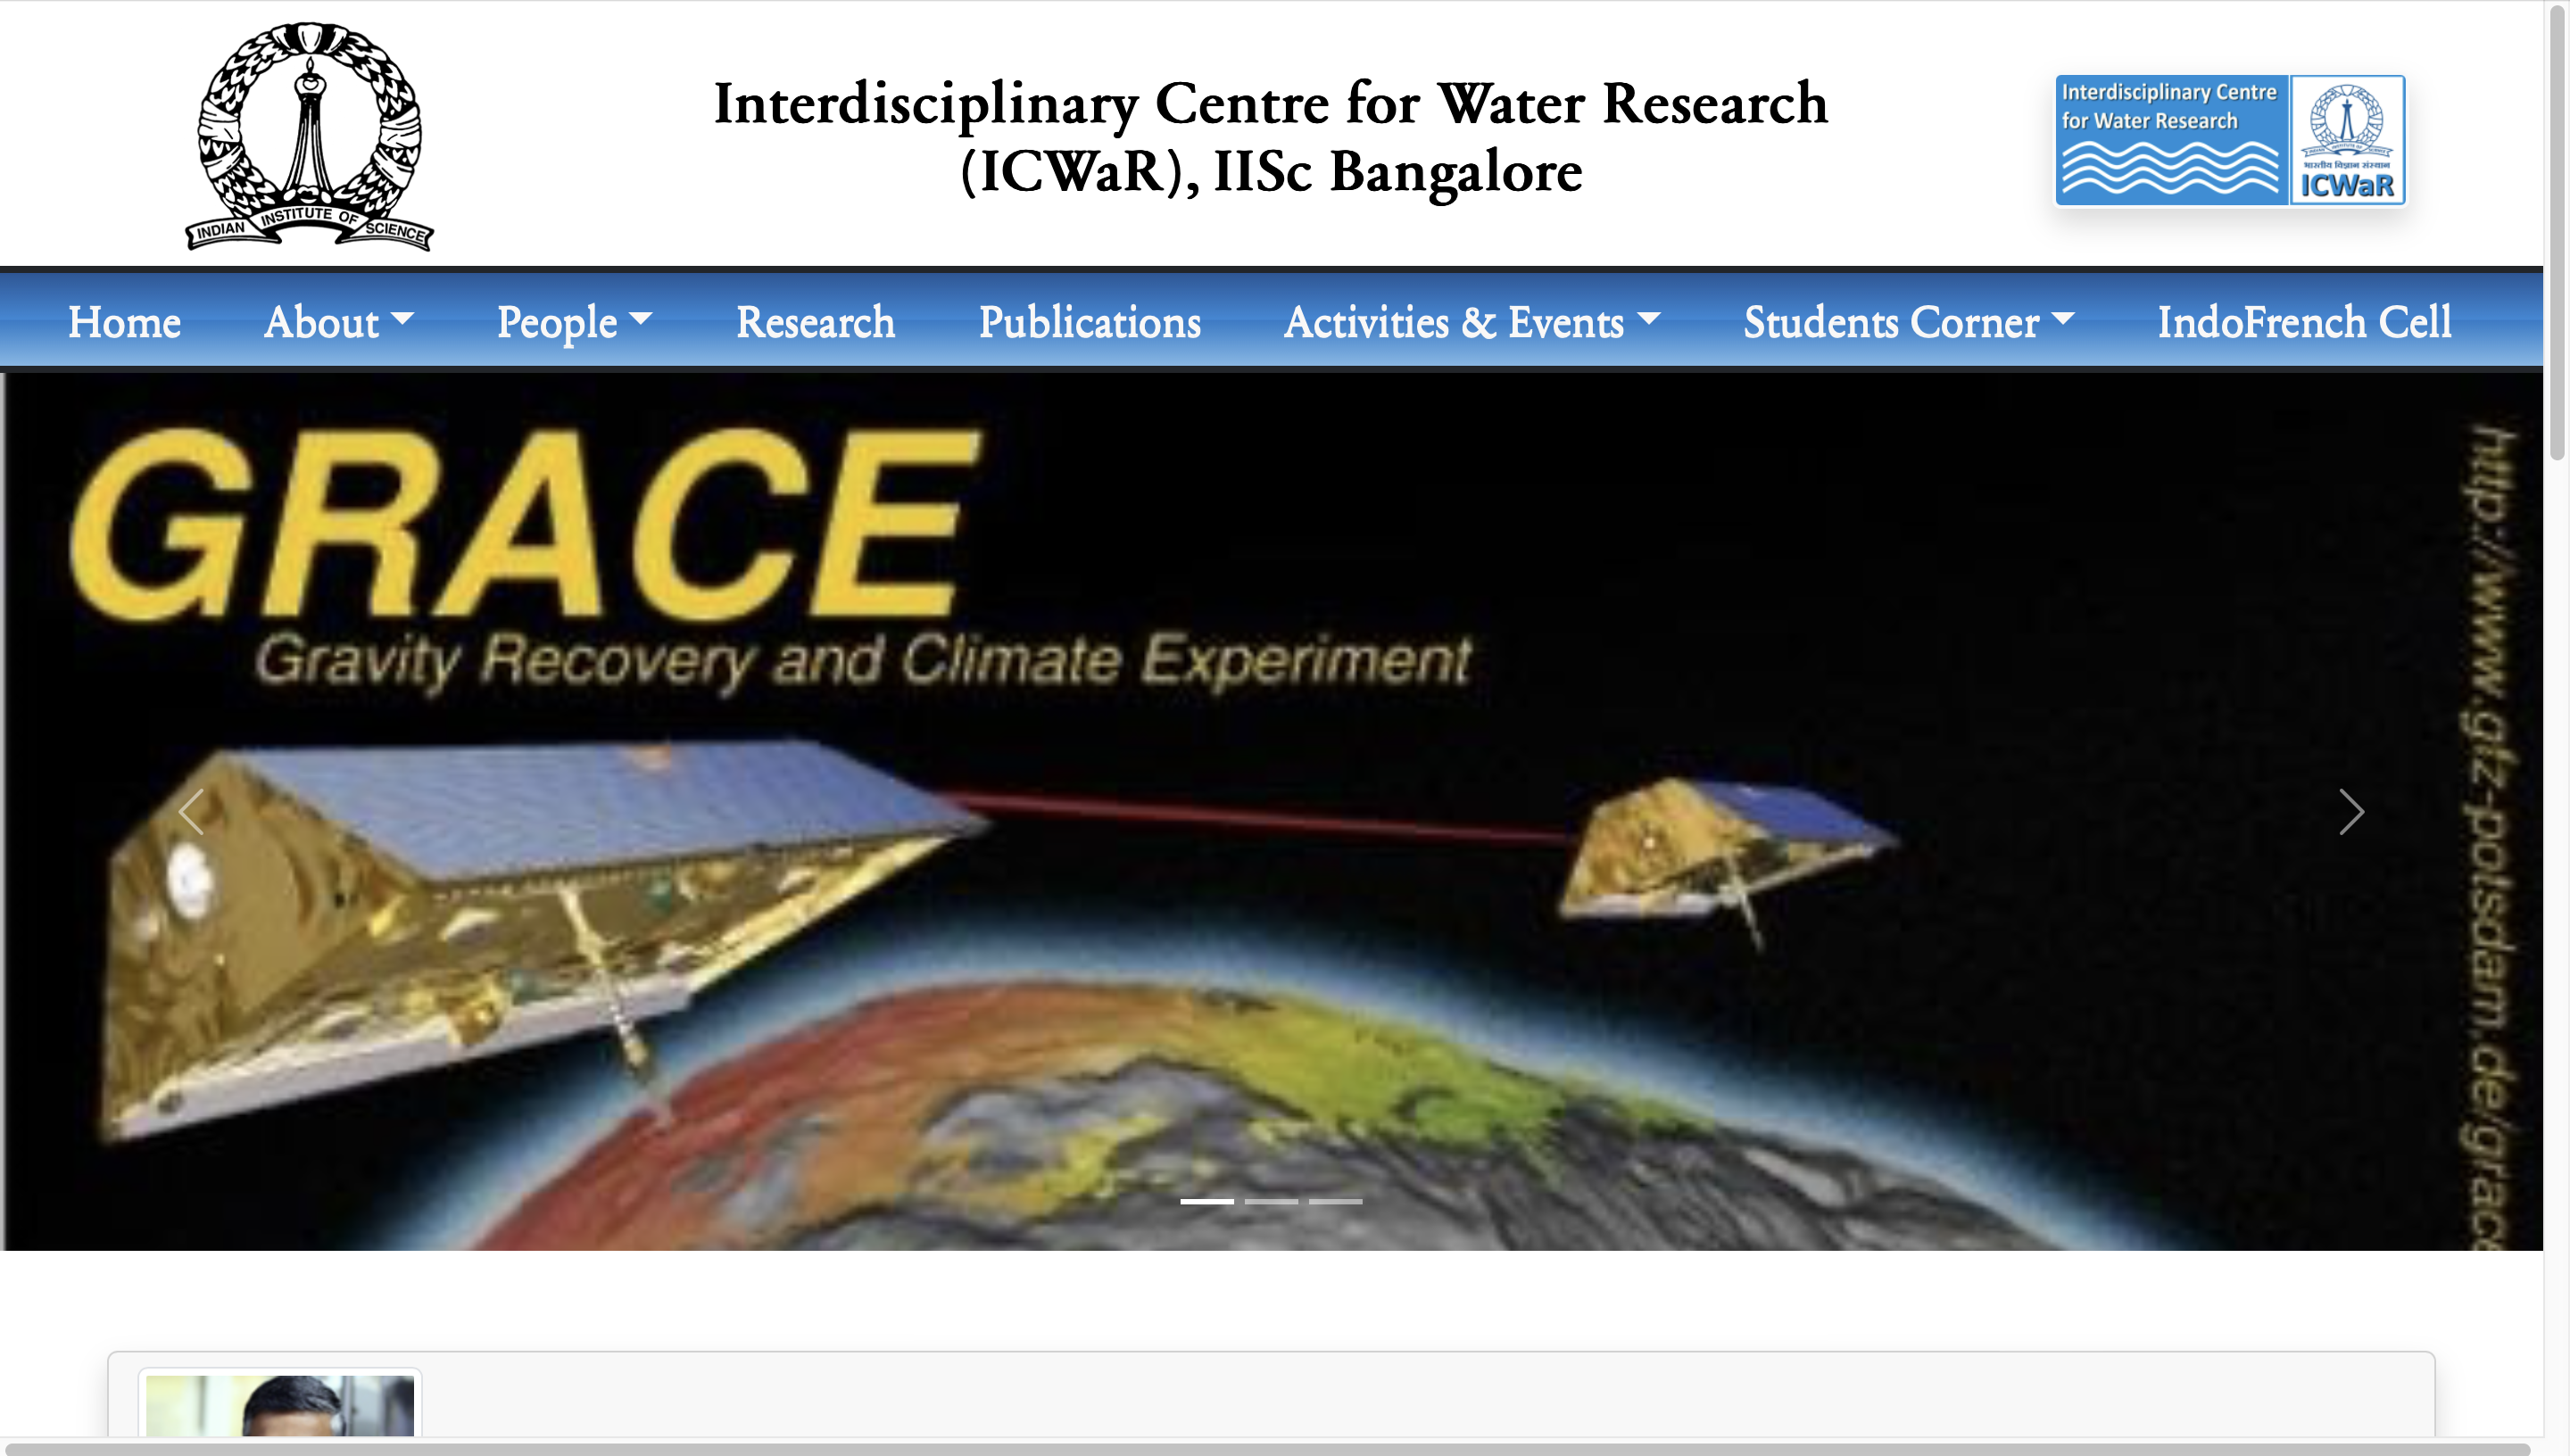 INDIAN INSTITUTE OF SCIENCE
Interdisciplinary Centre for Water Research
(ICWaR), IISc Bangalore
Interdisciplinary Centre
for Water Research
भारतीय विज्ञान संस्थान
ICWaR
Home About People Research Publications Activities & Events Students Corner IndoFrench Cell
GRACE
Gravity Recovery and Climate Experiment
http://www.gfz-potsdam.de/grace